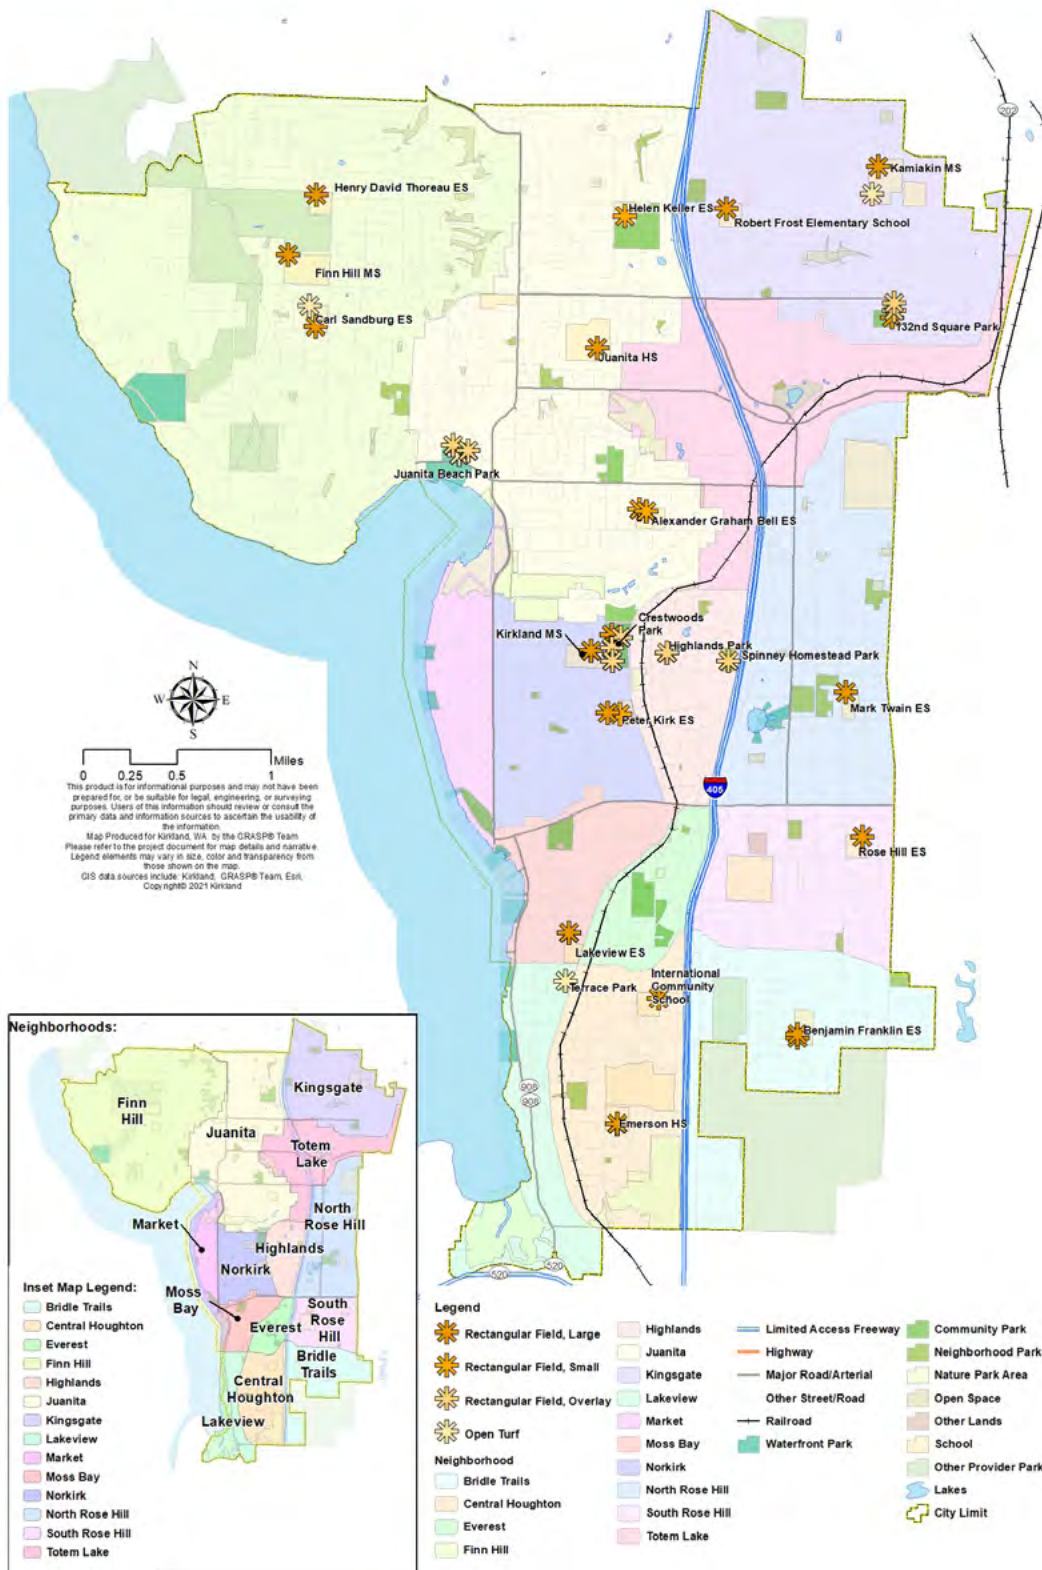 202
Kamiakin MS
Henry David Thoreau ES
Helen Keller ES
Robert Frost Elementary School
Finn Hill MS
Carl Sandburg ES
132nd Square Park
Juanita HS
Juanita Beach Park
Alexander Graham Bell ES
Crestwoods
Park
Kirkland MS
Highlands Park
Spinney Homestead Park
N
W
E
S
Mark Twain ES
Peter Kirk ES
Miles
0 0.25 0.5 1
405
This product is for informational purposes and may not have been
prepared for, or be suitable for legal, engineering, or surveying
purposes. Users of this information should review or consult the
primary data and information sources to ascertain the usability of
the information.
Map Produced for Kirkland, WA by the GRASP® Team
Please refer to the project document for map details and narrative.
Legend elements may vary in size, color and transparency from
those shown on the map.
GIS data sources include: Kirkland, GRASP® Team, Esri,
Copyright© 2021 Kirkland
Rose Hill ES
Lakeview ES
International
Community
School
Terrace Park
Benjamin Franklin ES
908
908
Emerson HS
520
520
Neighborhoods:
Kingsgate
Finn
Hill
Juanita
Totem
Lake
North
Rose Hill
Market
Highlands
Norkirk
Moss
Bay
South
Rose
Hill
Everest
Bridle
Trails
Central
Houghton
Lakeview
Inset Map Legend:
Bridle Trails
Central Houghton
Everest
Finn Hill
Highlands
Juanita
Kingsgate
Lakeview
Market
Moss Bay
Norkirk
North Rose Hill
South Rose Hill
Totem Lake
Legend
Rectangular Field, Large
Rectangular Field, Small
Rectangular Field, Overlay
Open Turf
Neighborhood
Bridle Trails
Central Houghton
Everest
Finn Hill
Highlands
Juanita
Kingsgate
Lakeview
Market
Moss Bay
Norkirk
North Rose Hill
South Rose Hill
Totem Lake
Limited Access Freeway
Highway
Major Road/Arterial
Other Street/Road
Railroad
Waterfront Park
Community Park
Neighborhood Park
Nature Park Area
Open Space
Other Lands
School
Other Provider Park
Lakes
City Limit